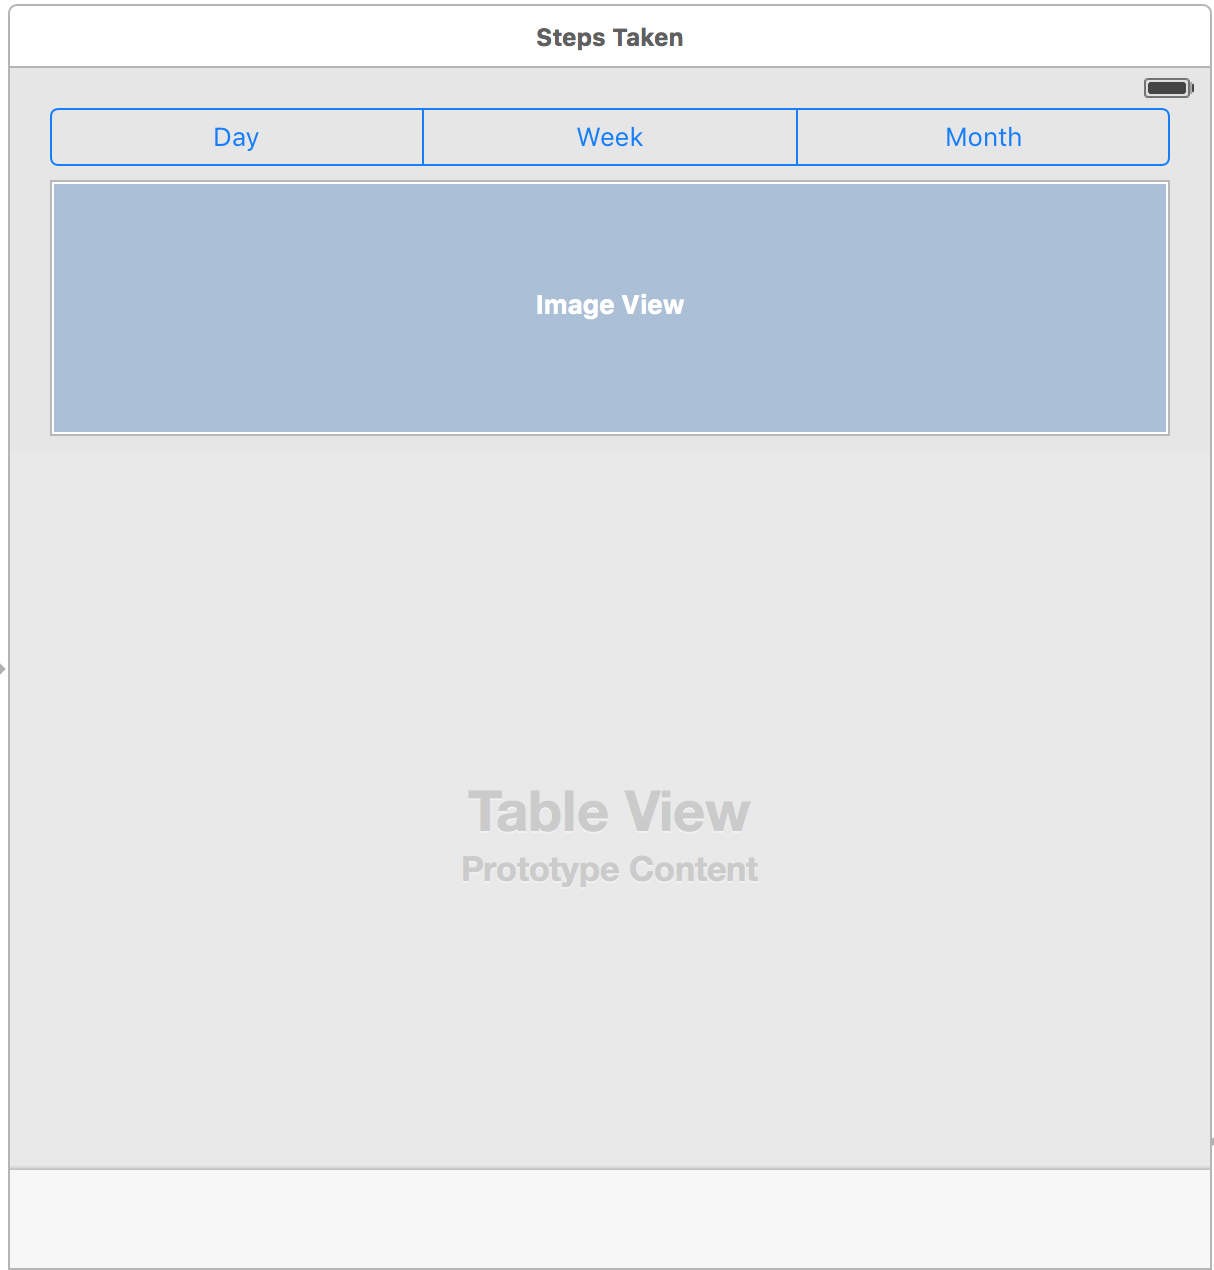 Steps Taken
Day Week Month
Image View
Table View
Prototype Content